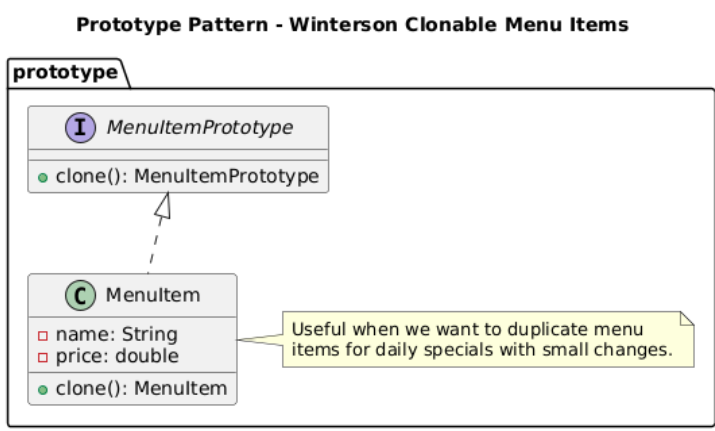 Prototype Pattern - Winterson Clonable Menu Items
prototype
I MenuItemPrototype
clone(): MenuItemPrototype
C MenuItem
name: String
price: double
clone(): MenuItem
Useful when we want to duplicate menu
items for daily specials with small changes.